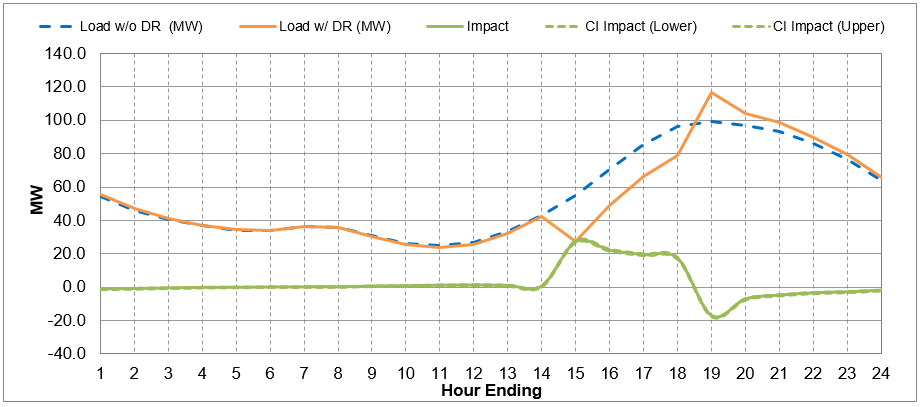 Load w/o DR (MW) Load w/ DR (MW) Impact CI Impact (Lower) CI Impact (Upper)
140.0
120.0
100.0
80.0
60.0
40.0
20.0
0.0
-20.0
-40.0
MW
1 2 3 4 5 6 7 8 9 10 11 12 13 14 15 16 17 18 19 20 21 22 23 24
Hour Ending